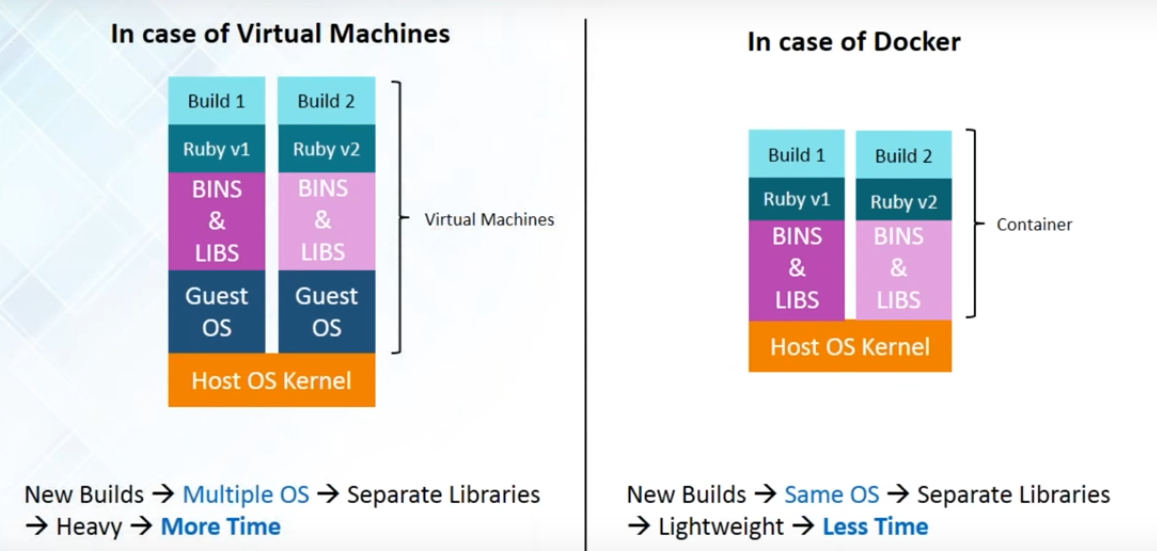 In case of Virtual Machines
Build 1
Build 2
Ruby v1
Ruby v2
BINS
&
LIBS
BINS
&
LIBS
Guest
OS
Guest
OS
Host OS Kernel
Virtual Machines
New Builds → Multiple OS → Separate Libraries
→ Heavy → More Time
In case of Docker
Build 1
Build 2
Ruby v1
Ruby v2
BINS
&
LIBS
BINS
&
LIBS
Host OS Kernel
Container
New Builds → Same OS → Separate Libraries
→ Lightweight → Less Time